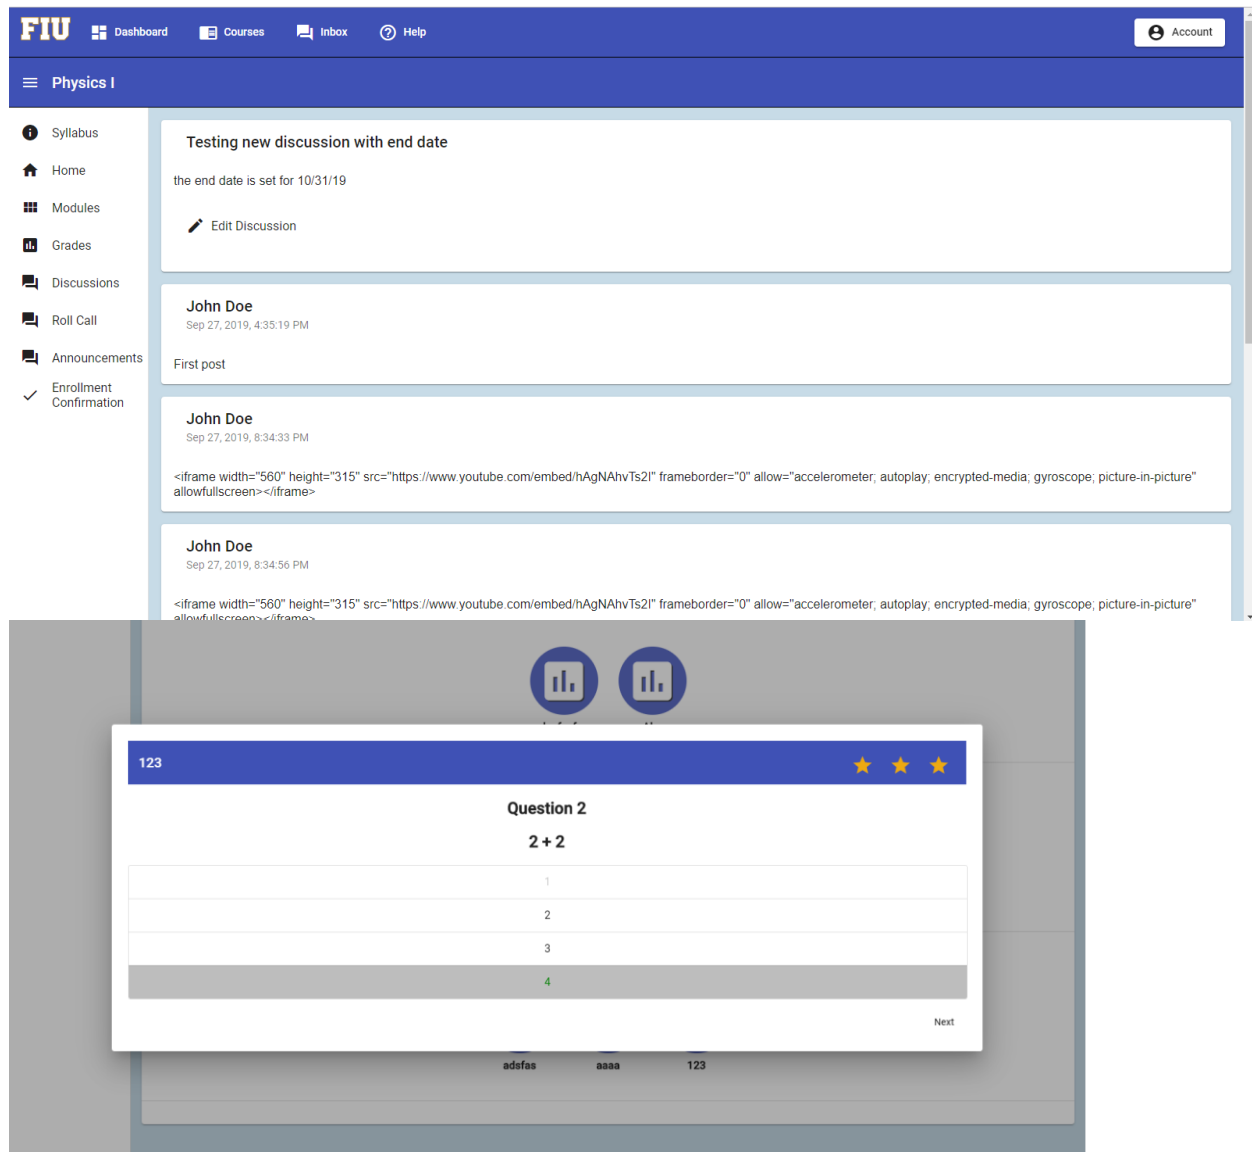 FIU Dashboard Courses Inbox Help Account
Physics I
Syllabus
Home
Modules
Grades
Discussions
Roll Call
Announcements
Enrollment
Confirmation
Testing new discussion with end date
the end date is set for 10/31/19
Edit Discussion
John Doe
Sep 27, 2019, 4:35:19 PM
First post
John Doe
Sep 27, 2019, 8:34:33 PM
<iframe width="560" height="315" src="https://www.youtube.com/embed/hAgNAhvTs2I" frameborder="0" allow="accelerometer; autoplay; encrypted-media; gyroscope; picture-in-picture"
allowfullscreen></iframe>
John Doe
Sep 27, 2019, 8:34:56 PM
<iframe width="560" height="315" src="https://www.youtube.com/embed/hAgNAhvTs2I" frameborder="0" allow="accelerometer; autoplay; encrypted-media; gyroscope; picture-in-picture"
allowfullscreen></iframe>
123
Question 2
2 + 2
1
2
3
4
Next
adsfas aaaa 123